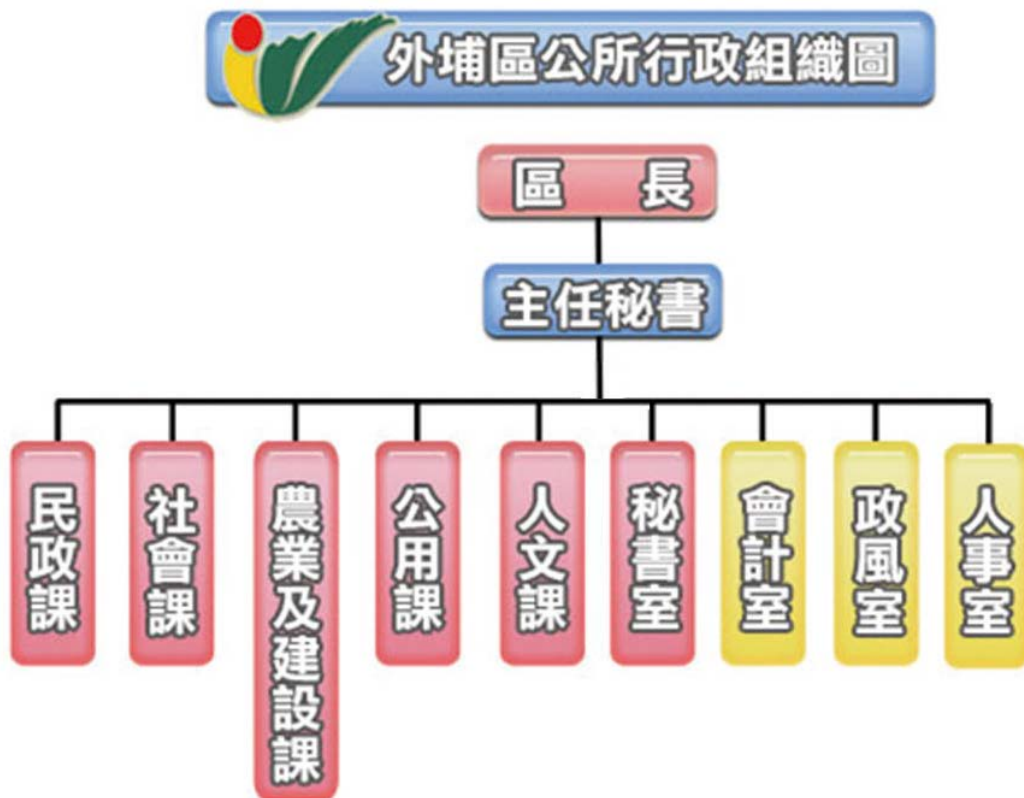 外埔區公所行政組織圖
區長
主任秘書
民政課
社會課
農業及建設課
公用課
人文課
秘書室
會計室
政風室
人事室